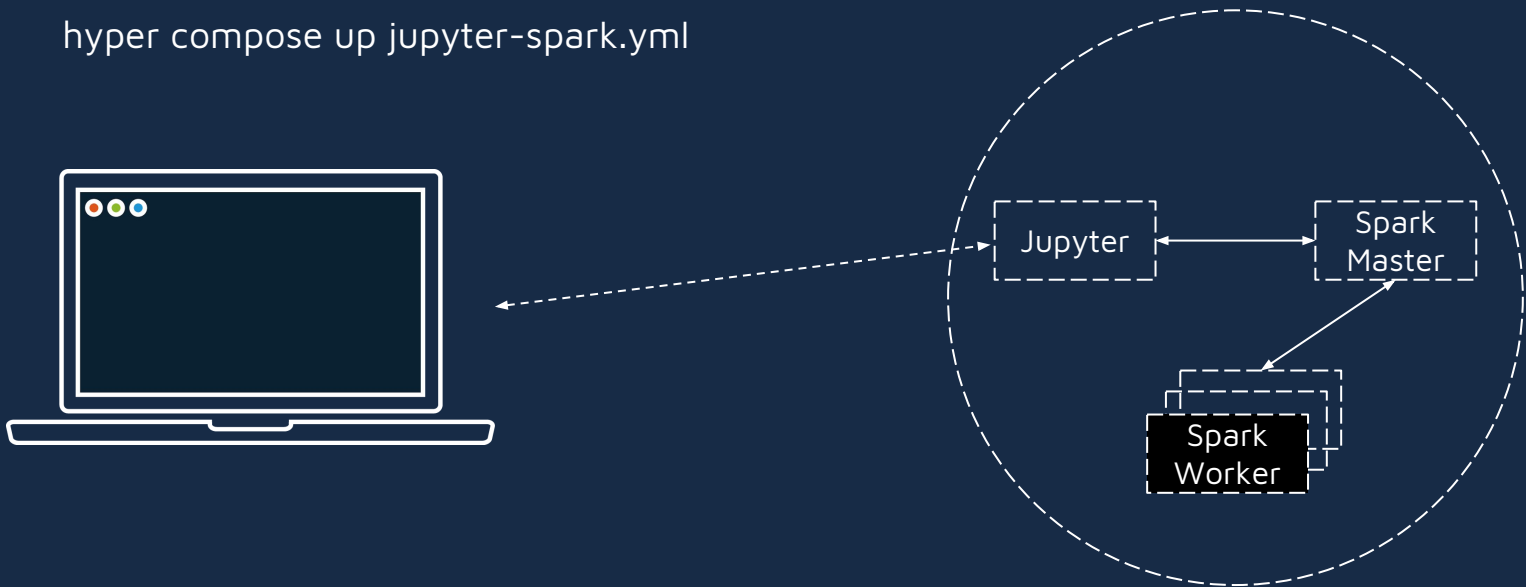 hyper compose up jupyter-spark.yml
Jupyter
Spark
Master
Spark
Worker